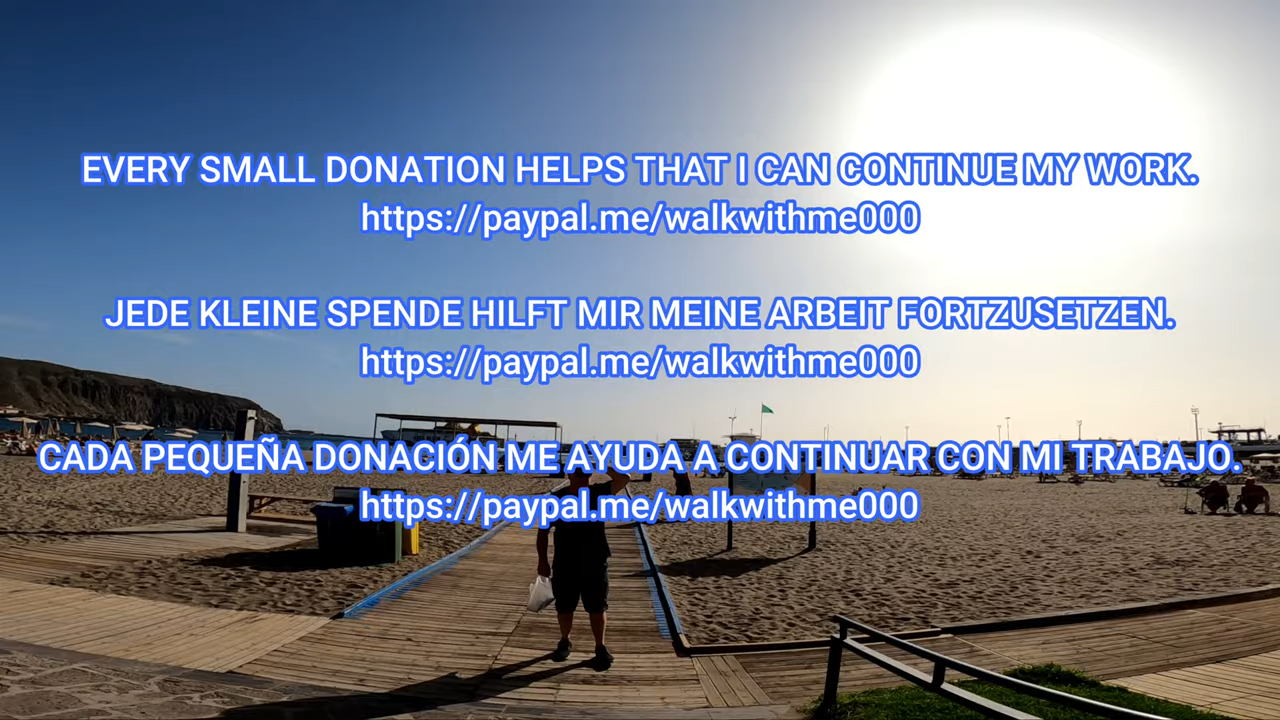 EVERY SMALL DONATION HELPS THAT I CAN CONTINUE MY WORK.
https://paypal.me/walkwithme000
JEDE KLEINE SPENDE HILFT MIR MEINE ARBEIT FORTZUSETZEN.
https://paypal.me/walkwithme000
CADA PEQUEÑA DONACIÓN ME AYUDA A CONTINUAR CON MI TRABAJO.
https://paypal.me/walkwithme000